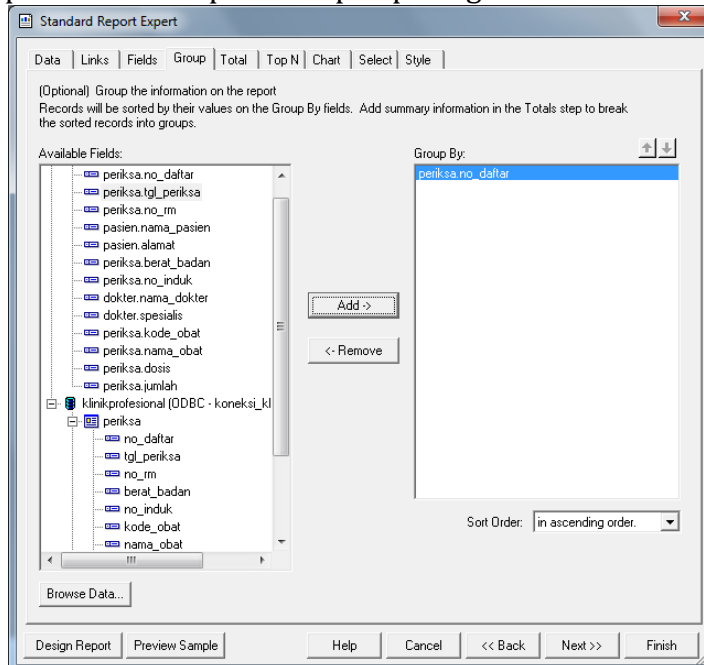 Standard Report Expert
Data Links Fields Group Total Top N Chart Select Style
(Optional) Group the information on the report
Records will be sorted by their values on the Group By fields. Add summary information in the Totals step to break
the sorted records into groups.
Available Fields:
periksa.no_daftar
periksa.tgl_periksa
periksa.no_rm
pasien.nama_pasien
pasien.alamat
periksa.berat_badan
periksa.no_induk
dokter.nama_dokter
dokter.spesialis
periksa.kode_obat
periksa.nama_obat
periksa.dosis
periksa.jumlah
klinikprofesional (ODBC - koneksi_kl
periksa
no_daftar
tgl_periksa
no_rm
berat_badan
no_induk
kode_obat
nama_obat
Browse Data...
Add ->
<- Remove
Group By:
periksa.no_daftar
Sort Order: in ascending order.
Design Report Preview Sample Help Cancel << Back Next >> Finish